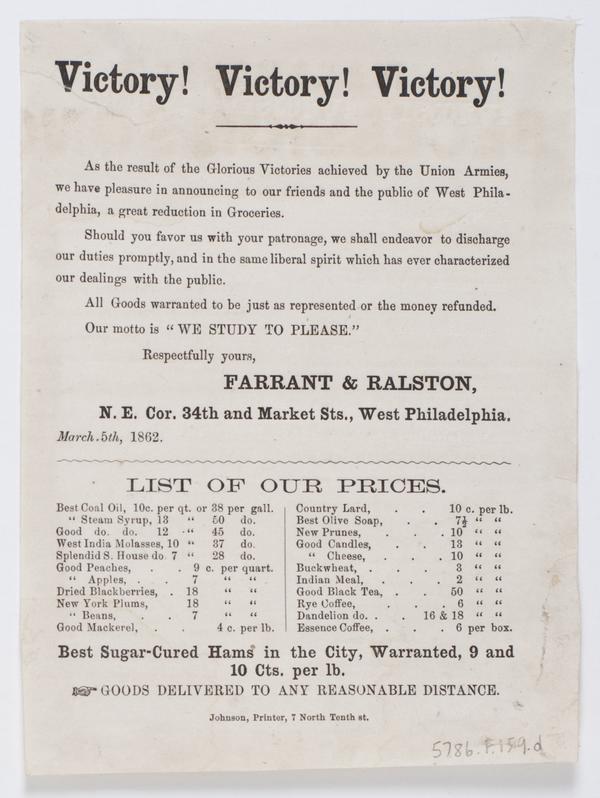 Victory! Victory! Victory!
As the result of the Glorious Victories achieved by the Union Armies,
we have pleasure in announcing to our friends and the public of West Phila-
delphia, a great reduction in Groceries.
Should you favor us with your patronage, we shall endeavor to discharge
our duties promptly, and in the same liberal spirit which has ever characterized
our dealings with the public.
All Goods warranted to be just as represented or the money refunded.
Our motto is “ WE STUDY TO PLEASE.”
Respectfully yours,
FARRANT & RALSTON,
N. E. Cor. 34th and Market Sts., West Philadelphia.
March. 5th, 1862.
LIST OF OUR PRICES.
Best Coal Oil, 10c. per qt. or 38 per gall.
“ Steam Syrup, 13 “ 50 do.
Good do. do. 12 “ 45 do.
West India Molasses, 10 “ 37 do.
Splendid S. House do. 7 “ 28 do.
Good Peaches, . . 9 c. per quart.
“ Apples, . . 7 “ “
Dried Blackberries, . 18 “ “
New York Plums, 18 “ “
“ Beans, . . 7 “ “
Good Mackerel, . . 4 c. per lb.
Country Lard, . . 10 c. per lb.
Best Olive Soap, . . 7½ “ “
New Prunes, . . . 10 “ “
Good Candles, . . . 13 “ “
“ Cheese, . . . 10 “ “
Buckwheat, . . . 3 “ “
Indian Meal, . . . 2 “ “
Good Black Tea, . . 50 “ “
Rye Coffee, . . . 6 “ “
Dandelion do. . . 16 & 18 “ “
Essence Coffee, . . . 6 per box.
Best Sugar-Cured Hams in the City, Warranted, 9 and
10 Cts. per lb.
☞ GOODS DELIVERED TO ANY REASONABLE DISTANCE.
Johnson, Printer, 7 North Tenth st.
5786.F.159.d